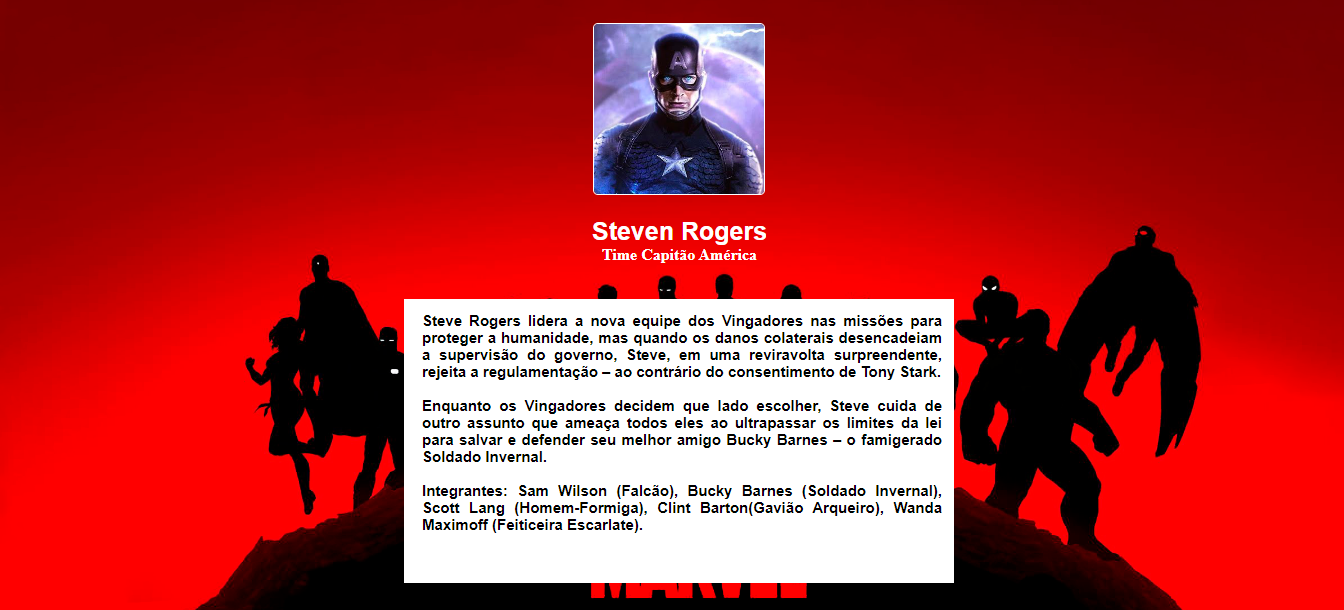 Steven Rogers
Time Capitão América
Steve Rogers lidera a nova equipe dos Vingadores nas missões para
proteger a humanidade, mas quando os danos colaterais desencadeiam
a supervisão do governo, Steve, em uma reviravolta surpreendente,
rejeita a regulamentação – ao contrário do consentimento de Tony Stark.
Enquanto os Vingadores decidem que lado escolher, Steve cuida de
outro assunto que ameaça todos eles ao ultrapassar os limites da lei
para salvar e defender seu melhor amigo Bucky Barnes – o famigerado
Soldado Invernal.
Integrantes: Sam Wilson (Falcão), Bucky Barnes (Soldado Invernal),
Scott Lang (Homem-Formiga), Clint Barton(Gavião Arqueiro), Wanda
Maximoff (Feiticeira Escarlate).